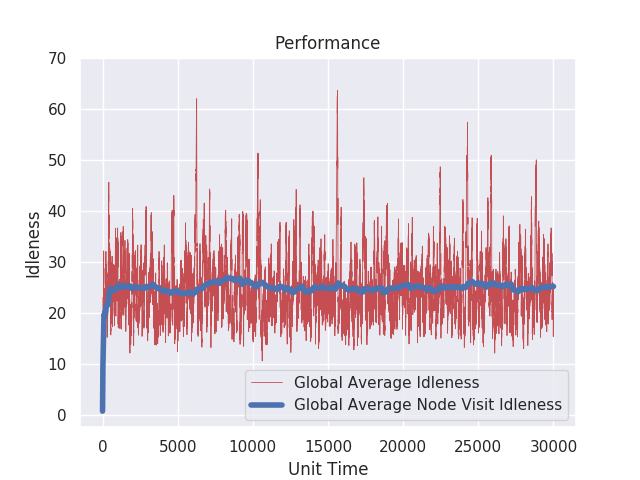 Performance
70
60
50
40
30
20
10
0
Idleness
Global Average Idleness
Global Average Node Visit Idleness
0 5000 10000 15000 20000 25000 30000
Unit Time